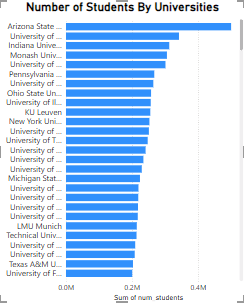 Number of Students By Universities
Arizona State ...
University of ...
Indiana Unive...
Monash Univ...
University of ...
Pennsylvania ...
University of ...
Ohio State Un...
University of Il...
KU Leuven
New York Uni...
University of ...
University of T...
University of ...
University of ...
University of ...
Michigan Stat...
University of ...
University of ...
University of ...
University of ...
LMU Munich
Technical Univ...
University of ...
University of ...
Texas A&M U...
University of F...
0.0M 0.2M 0.4M
Sum of num_students